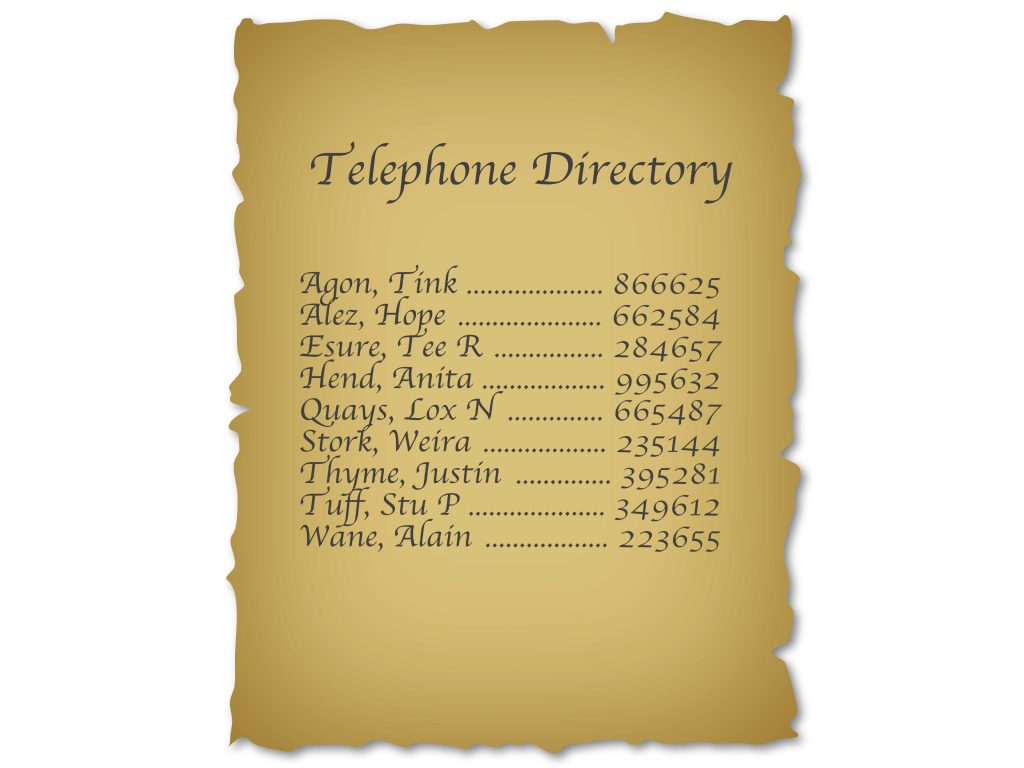 Telephone Directory
Agon, Tink .................... 866625
Alez, Hope ..................... 662584
Esure, Tee R ................ 284657
Hend, Anita .................. 995632
Quays, Lox N .............. 665487
Stork, Weira .................. 235144
Thyme, Justin .............. 395281
Tuff, Stu P .................... 349612
Wane, Alain .................. 223655